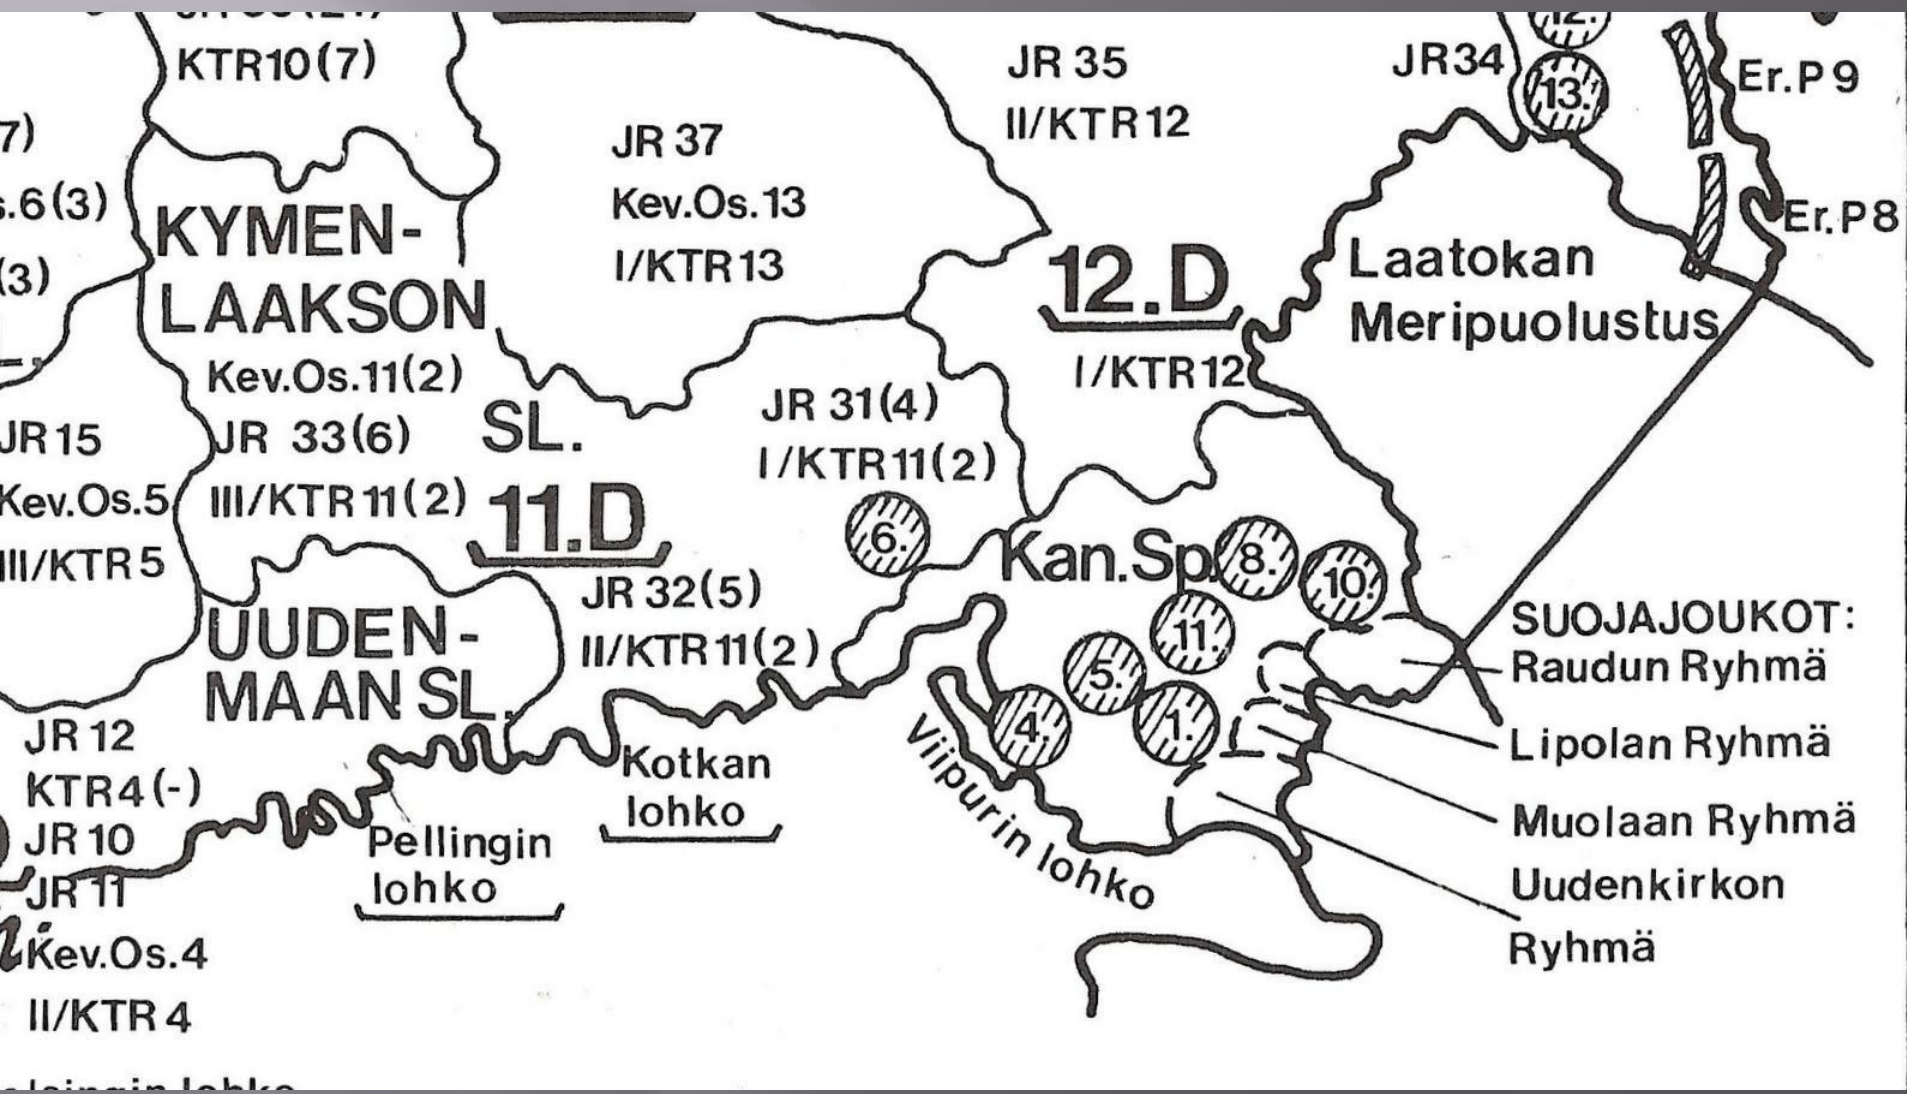 KTR10(7)
7)
s.6(3)
(3)
KYMEN-
LAAKSON
SL.
Kev.Os.11(2)
JR 33(6)
III/KTR11(2)
JR15
Kev.Os.5
III/KTR5
11.D
UUDEN-
MAAN SL.
JR 32(5)
II/KTR11(2)
JR 37
Kev.Os.13
I/KTR13
JR 31(4)
I/KTR11(2)
6.
JR 35
II/KTR12
12.D
I/KTR12
JR34
12.
13.
Er.P9
Er.P8
Laatokan
Meripuolustus
Kan.Sp.
8.
10.
11.
5.
4.
1.
SUOJAJOUKOT:
Raudun Ryhmä
Lipolan Ryhmä
Muolaan Ryhmä
Uudenkirkon
Ryhmä
Viipurin lohko
Kotkan
lohko
Pellingin
lohko
JR 12
KTR4(-)
JR 10
JR 11
Kev.Os.4
II/KTR 4
lohko